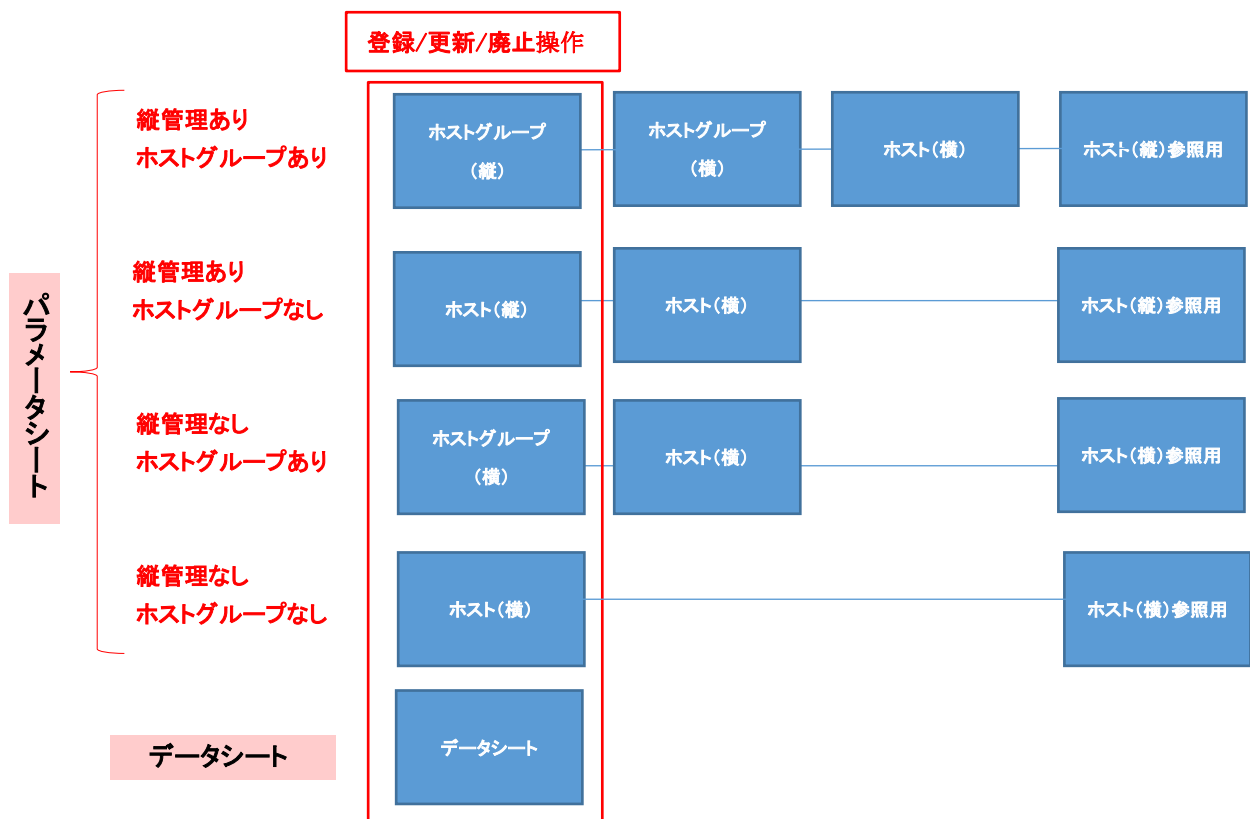 登録/更新/廃止操作
パラメータシート
縦管理あり
ホストグループあり
ホストグループ
(縦)
ホストグループ
(横)
ホスト(横)
ホスト(縦)参照用
縦管理あり
ホストグループなし
ホスト(縦)
ホスト(横)
ホスト(縦)参照用
縦管理なし
ホストグループあり
ホストグループ
(横)
ホスト(横)
ホスト(横)参照用
縦管理なし
ホストグループなし
ホスト(横)
ホスト(横)参照用
データシート
データシート